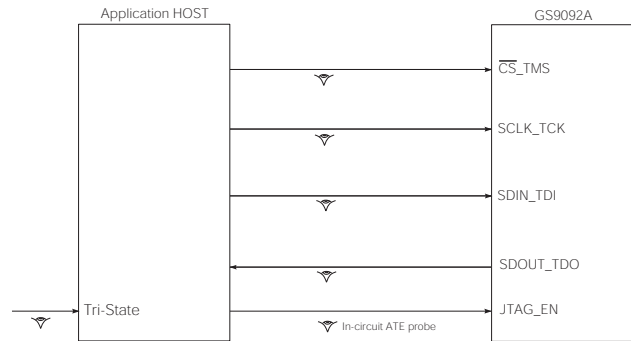 Application HOST
GS9092A
CS_TMS
SCLK_TCK
SDIN_TDI
SDOUT_TDO
Tri-State
JTAG_EN
In-circuit ATE probe